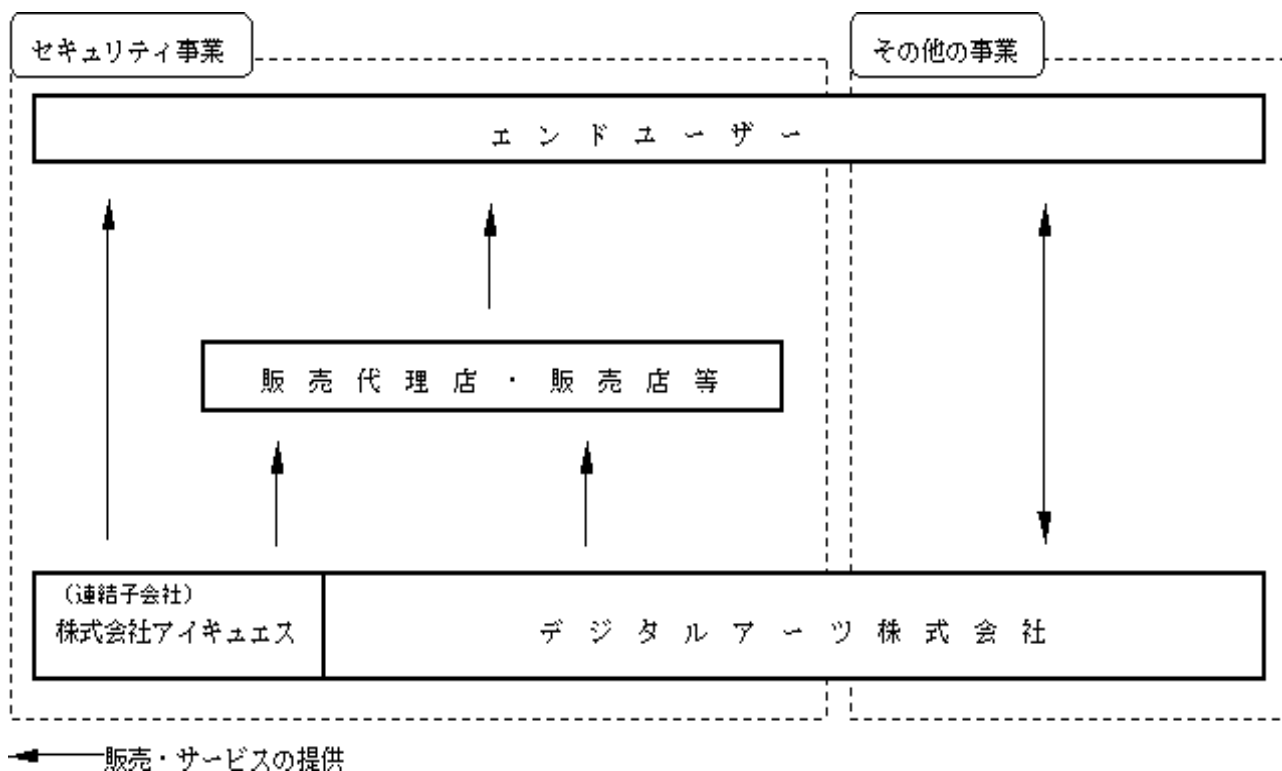 セキュリティ事業
その他の事業
エンドユーザー
販売代理店・販売店等
(連結子会社)
株式会社アイキュエス
デジタルアーツ株式会社
販売・サービスの提供